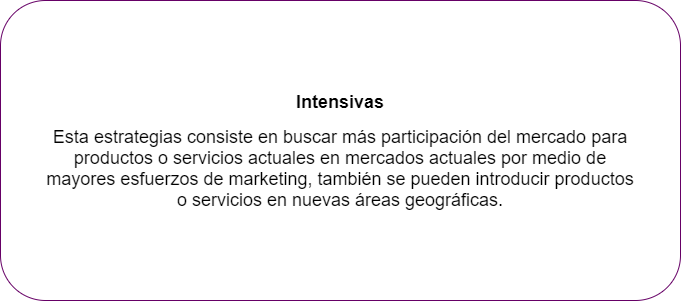 Intensivas
Esta estrategias consiste en buscar más participación del mercado para
productos o servicios actuales en mercados actuales por medio de
mayores esfuerzos de marketing, también se pueden introducir productos
o servicios en nuevas áreas geográficas.